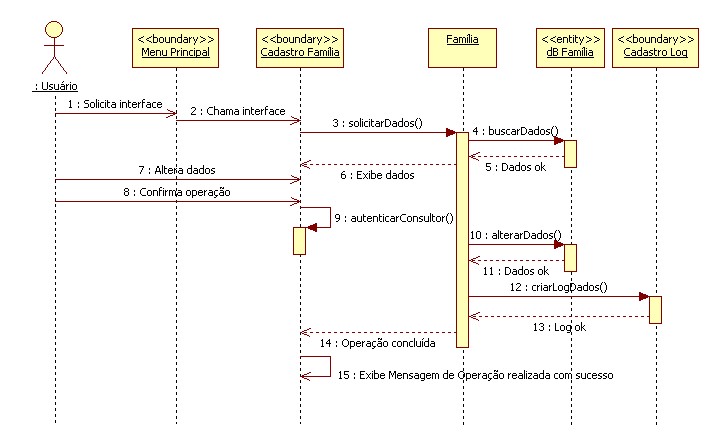 <<boundary>>
Menu Principal
<<boundary>>
Cadastro Família
Família
<<entity>>
dB Família
<<boundary>>
Cadastro Log
: Usuário
1 : Solicita interface
2 : Chama interface
3 : solicitarDados()
4 : buscarDados()
5 : Dados ok
6 : Exibe dados
7 : Altera dados
8 : Confirma operação
9 : autenticarConsultor()
10 : alterarDados()
11 : Dados ok
12 : criarLogDados()
13 : Log ok
14 : Operação concluída
15 : Exibe Mensagem de Operação realizada com sucesso